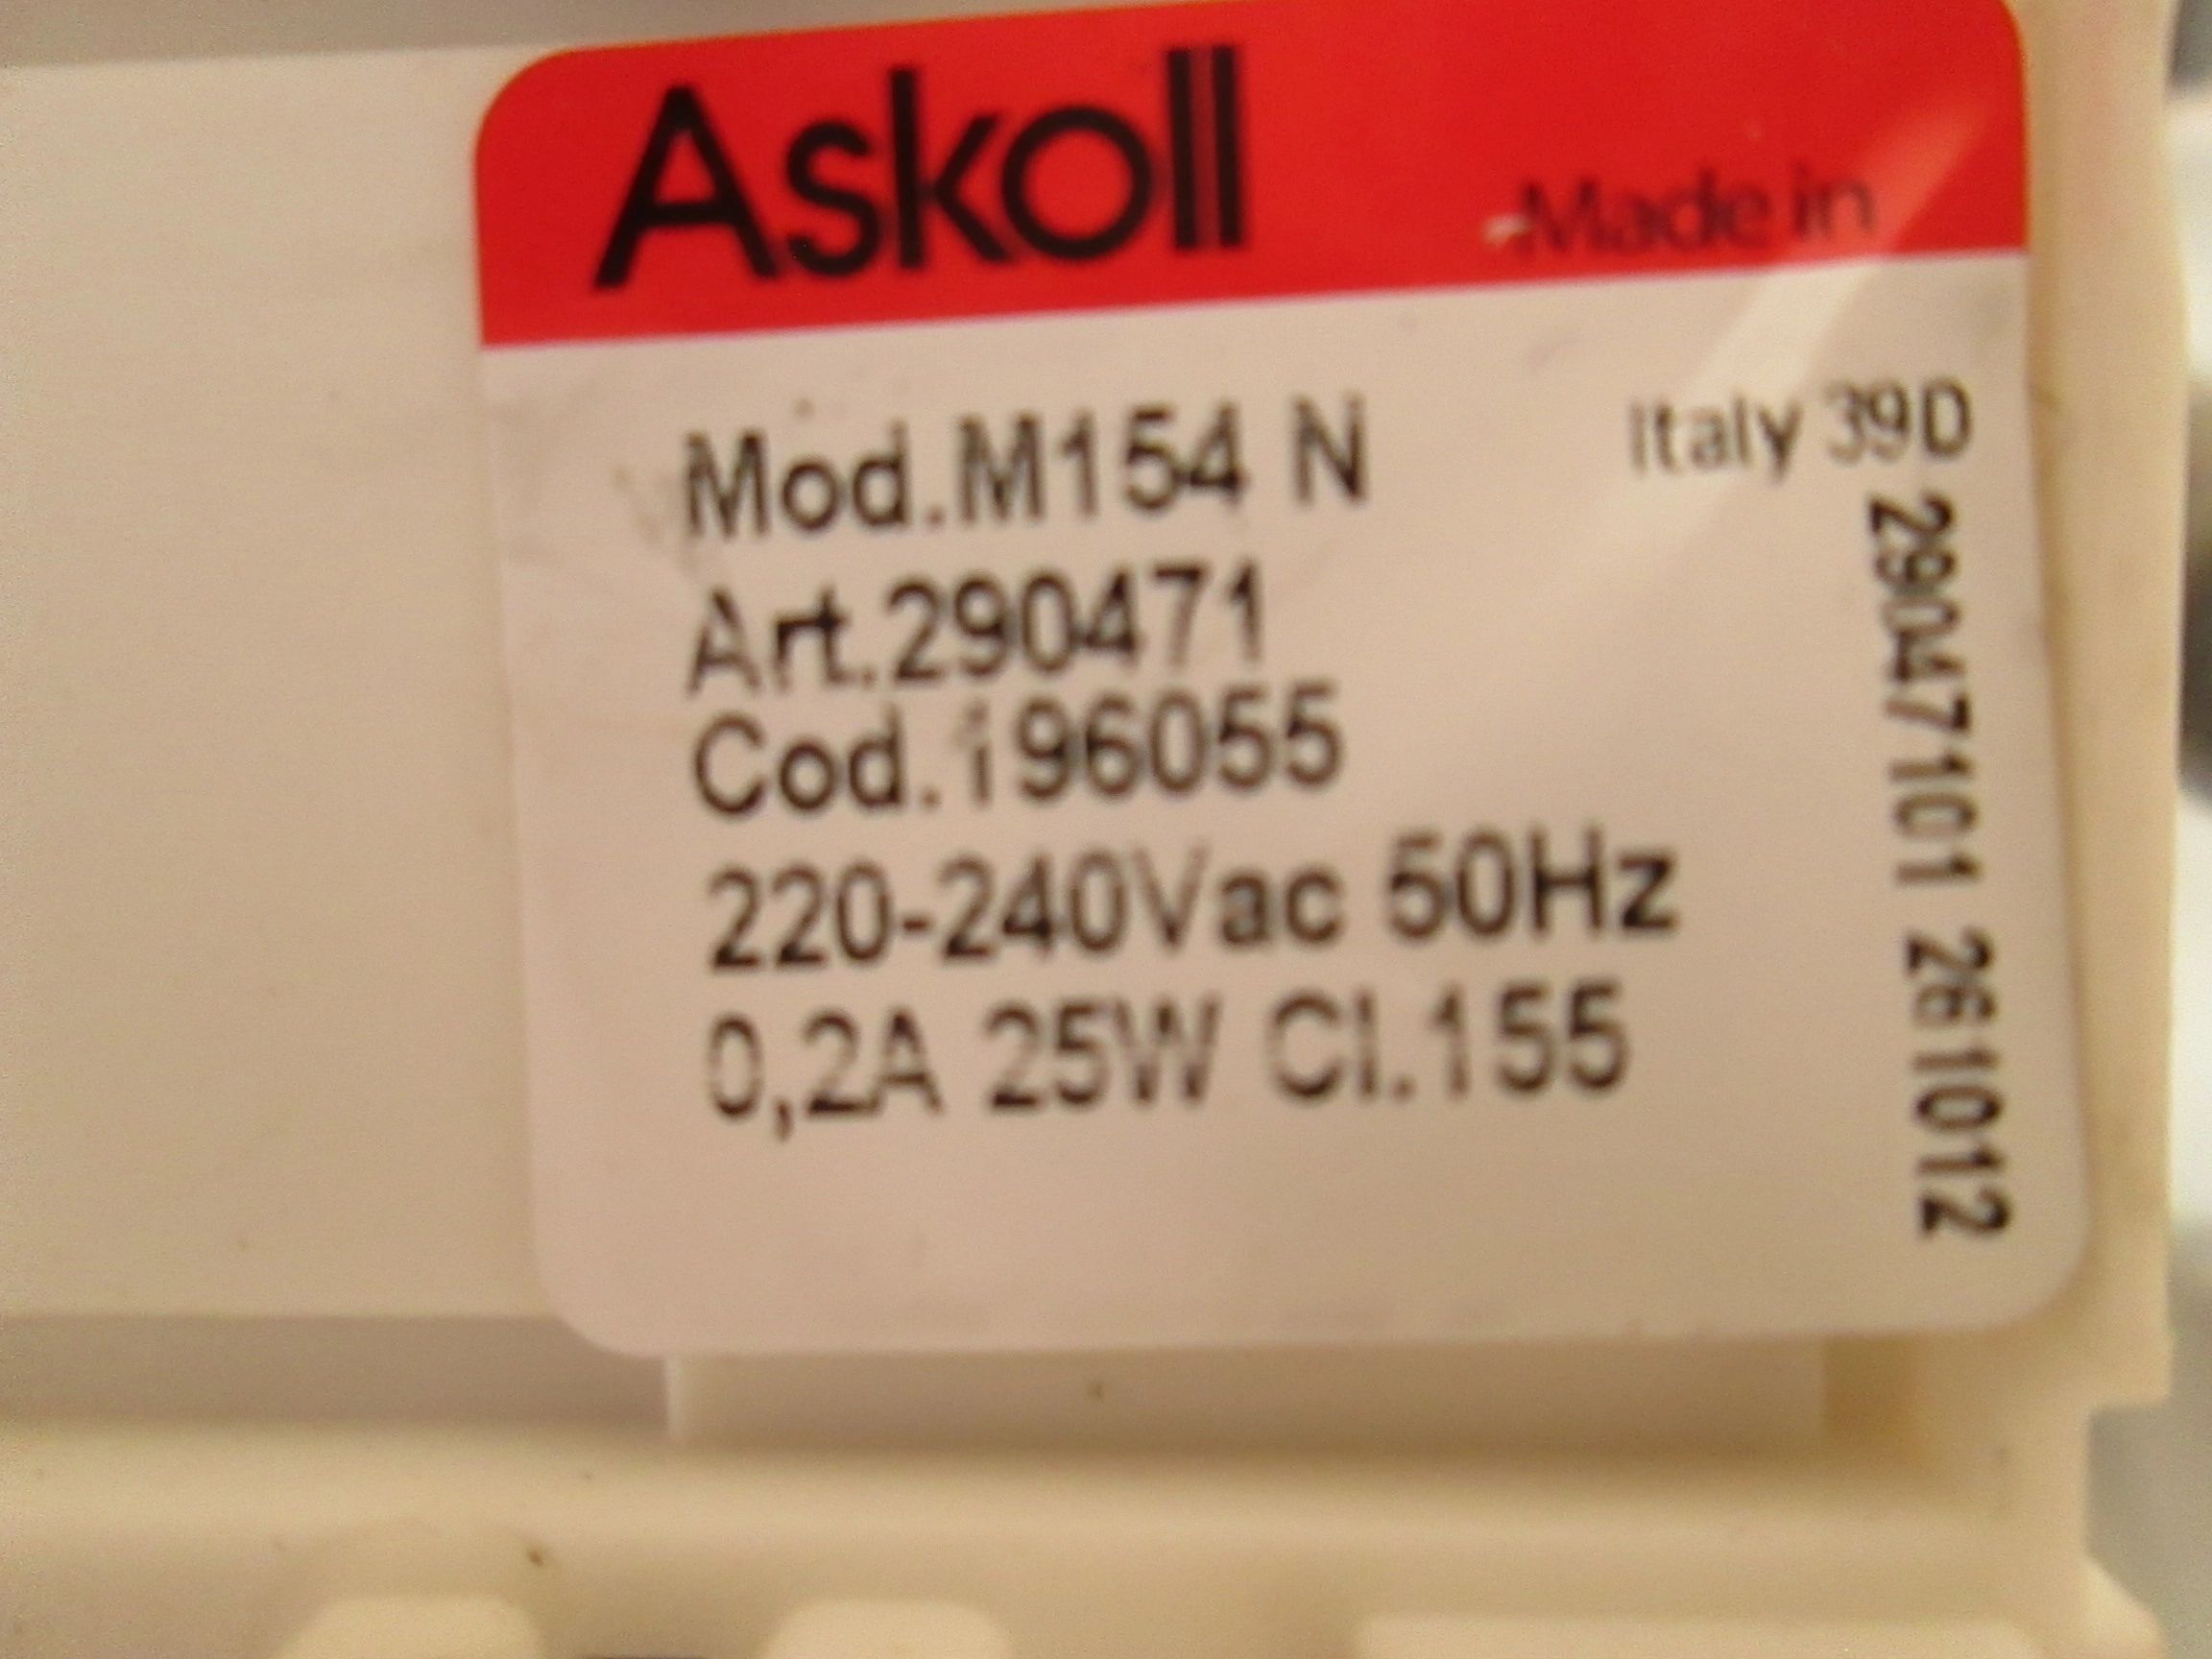 Askoll
Made in
Italy 39D
Mod.M154 N
Art.290471
Cod.i96055
220-240Vac 50Hz
0,2A 25W Cl.155
290471101 261012